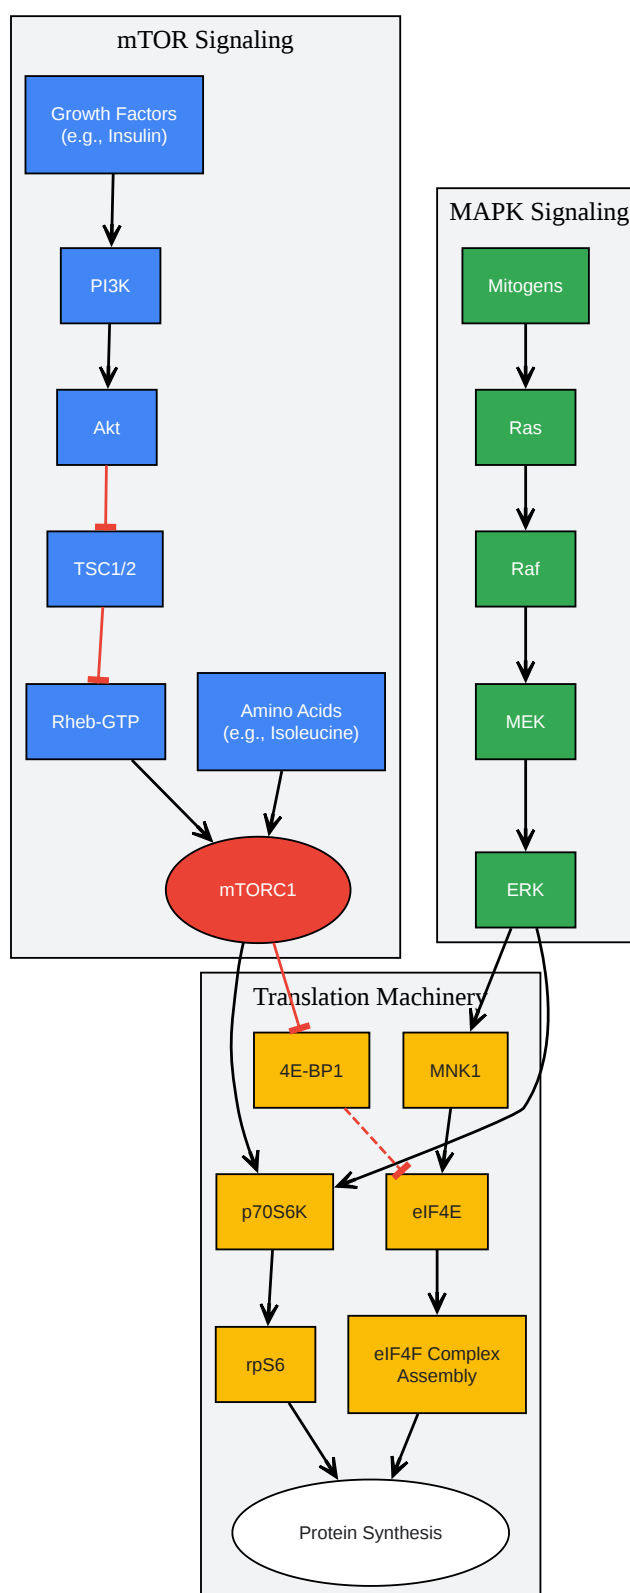 mTOR Signaling
Growth Factors
(e.g., Insulin)
PI3K
Akt
TSC1/2
Rheb-GTP
Amino Acids
(e.g., Isoleucine)
mTORC1
MAPK Signaling
Mitogens
Ras
Raf
MEK
ERK
Translation Machinery
4E-BP1
MNK1
p70S6K
eIF4E
rpS6
eIF4F Complex
Assembly
Protein Synthesis